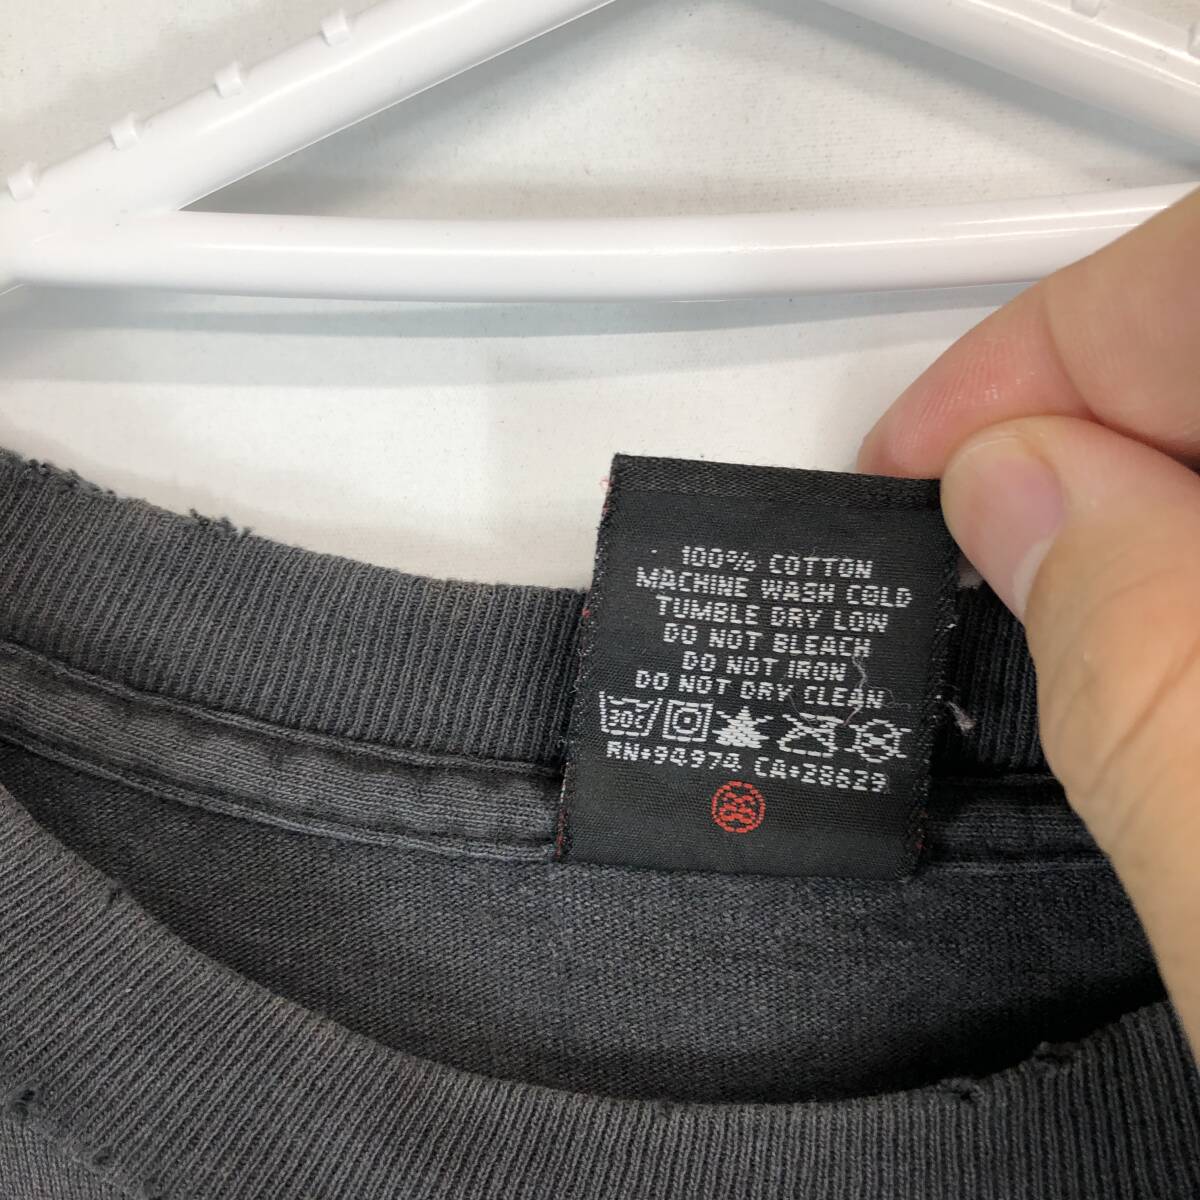 100% COTTON
MACHINE WASH COLD
TUMBLE DRY LOW
DO NOT BLEACH
DO NOT IRON
DO NOT DRY CLEAN
30C
RN#94974 CA#28629